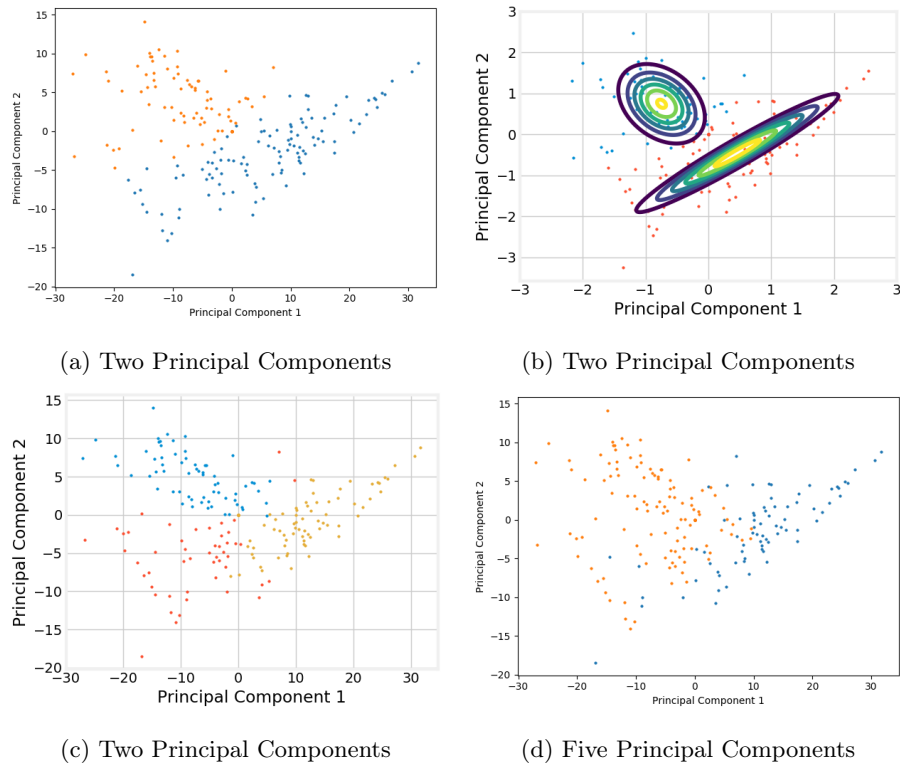 15
10
5
0
−5
−10
−15
−20
Principal Component 2
−30 −20 −10 0 10 20 30
Principal Component 1
(a) Two Principal Components
3
2
1
0
−1
−2
−3
Principal Component 2
−3 −2 −1 0 1 2 3
Principal Component 1
(b) Two Principal Components
15
10
5
0
−5
−10
−15
−20
Principal Component 2
−30 −20 −10 0 10 20 30
Principal Component 1
(c) Two Principal Components
15
10
5
0
−5
−10
−15
−20
Principal Component 2
−30 −20 −10 0 10 20 30
Principal Component 1
(d) Five Principal Components